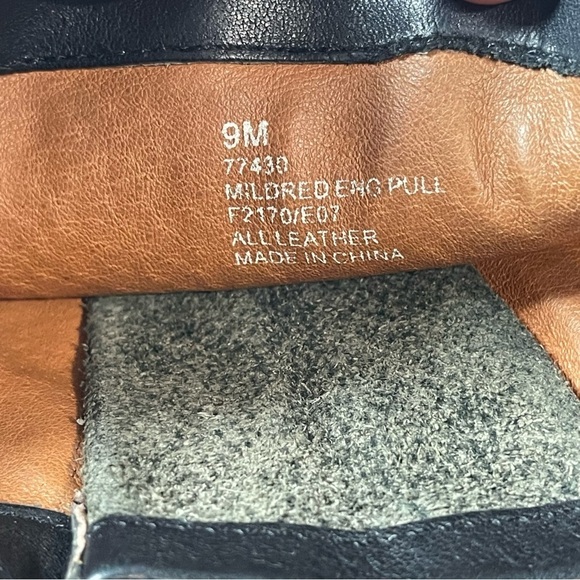 9M
77430
MILDRED ENG PULL
F2170/E07
ALL LEATHER
MADE IN CHINA